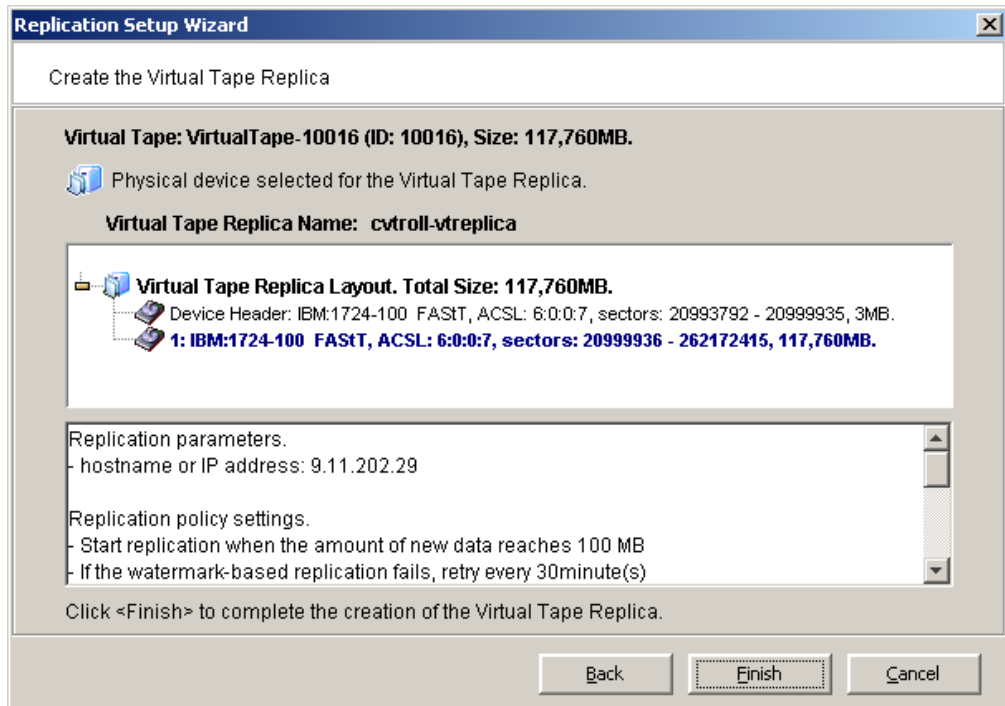 Replication Setup Wizard
Create the Virtual Tape Replica
Virtual Tape: VirtualTape-10016 (ID: 10016), Size: 117,760MB.
Physical device selected for the Virtual Tape Replica.
Virtual Tape Replica Name: cvtroll-vtreplica
Virtual Tape Replica Layout. Total Size: 117,760MB.
Device Header: IBM:1724-100 FAStT, ACSL: 6:0:0:7, sectors: 20993792 - 20999935, 3MB.
1: IBM:1724-100 FAStT, ACSL: 6:0:0:7, sectors: 20999936 - 262172415, 117,760MB.
Replication parameters.
- hostname or IP address: 9.11.202.29
Replication policy settings.
- Start replication when the amount of new data reaches 100 MB
- If the watermark-based replication fails, retry every 30minute(s)
Click <Finish> to complete the creation of the Virtual Tape Replica.
Back Finish Cancel